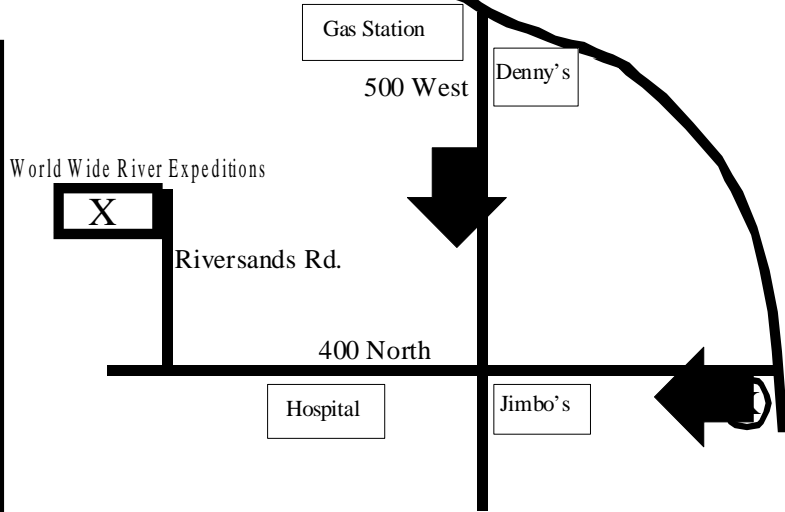 Gas Station
Denny's
500 West
World Wide River Expeditions
X
Riversands Rd.
400 North
Hospital
Jimbo's